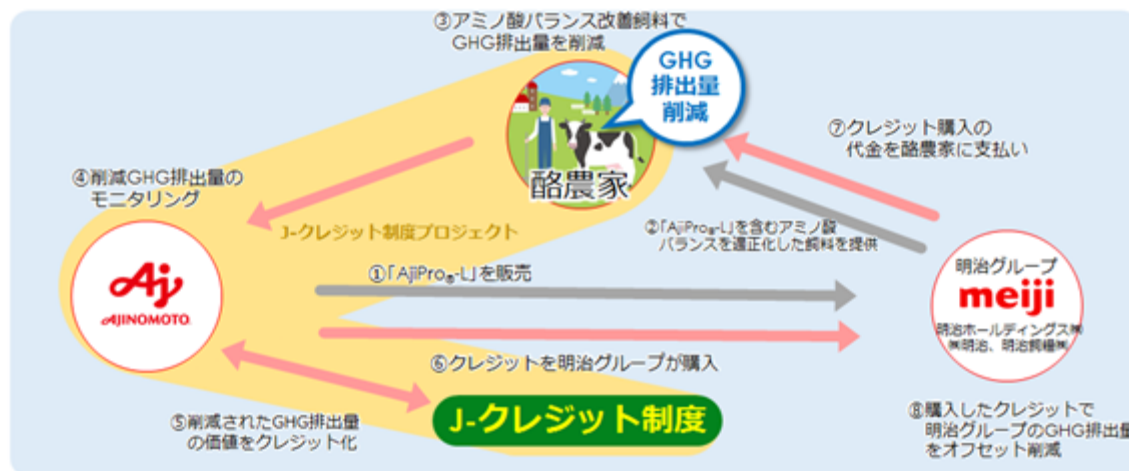 ③アミノ酸バランス改善飼料で
GHG排出量を削減
GHG
排出量
削減
酪農家
⑦クレジット購入の
代金を酪農家に支払い
④削減GHG排出量の
モニタリング
J-クレジット制度プロジェクト
②「AjiPro®-L」を含むアミノ酸
バランスを適正化した飼料を提供
①「AjiPro®-L」を販売
Aj
AJINOMOTO
明治グループ
meiji
明治ホールディングス㈱
㈱明治、明治飼糧㈱
⑥クレジットを明治グループが購入
⑤削減されたGHG排出量
の価値をクレジット化
J-クレジット制度
⑧購入したクレジットで
明治グループのGHG排出量
をオフセット削減